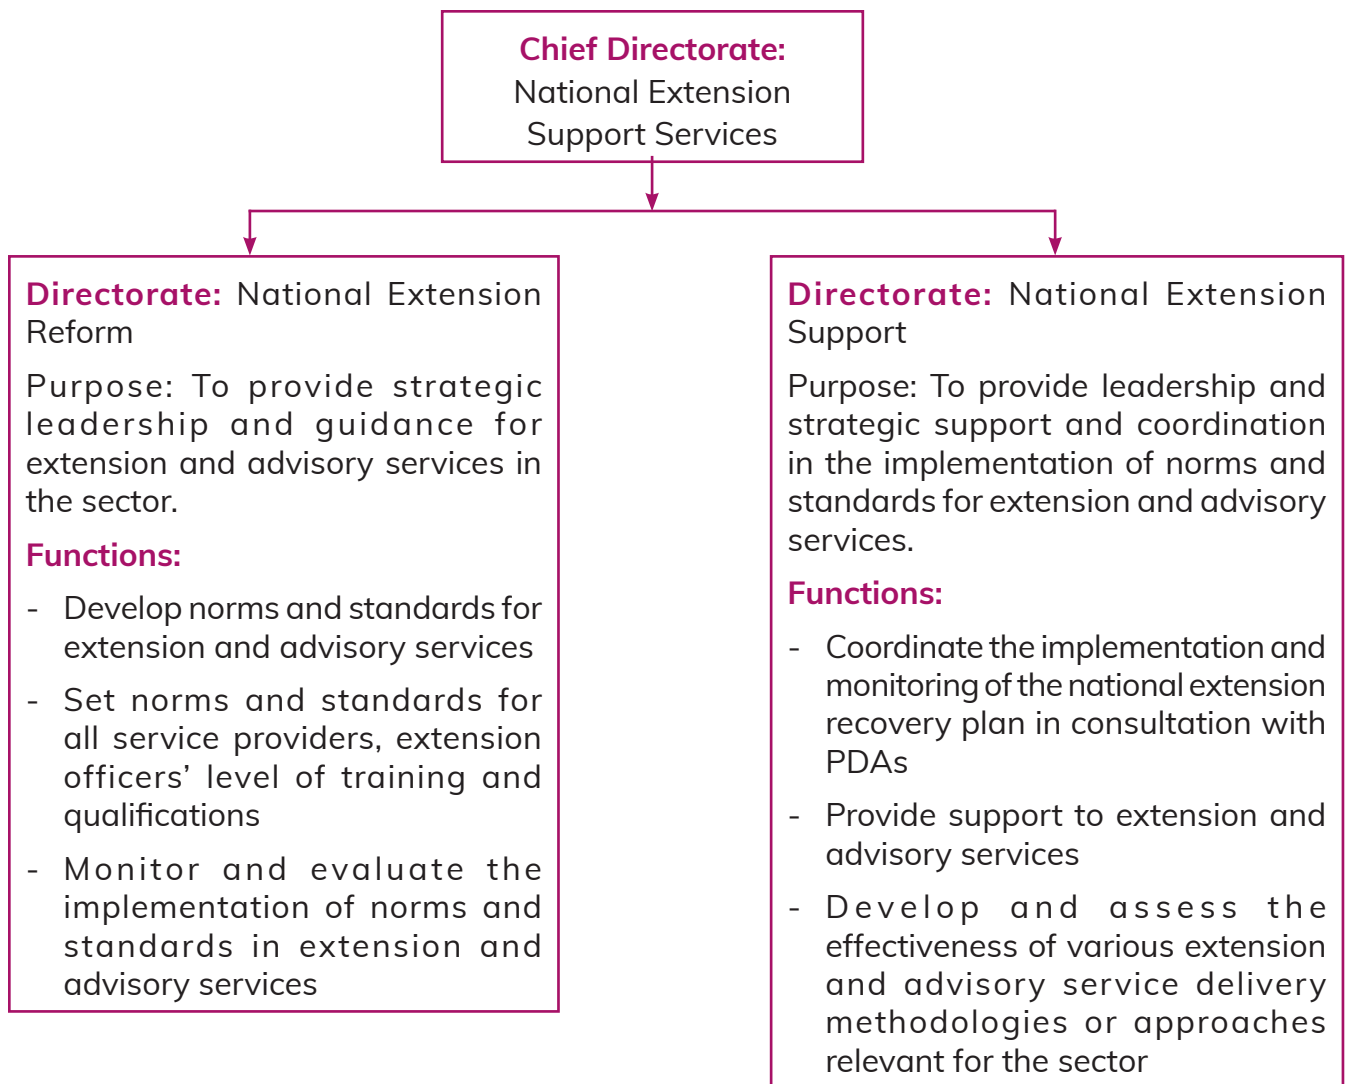 Chief Directorate:
National Extension
Support Services
Directorate: National Extension
Reform
Purpose: To provide strategic
leadership and guidance for
extension and advisory services in
the sector.
Functions:
- Develop norms and standards for
extension and advisory services
- Set norms and standards for
all service providers, extension
officers’ level of training and
qualifications
- Monitor and evaluate the
implementation of norms and
standards in extension and
advisory services
Directorate: National Extension
Support
Purpose: To provide leadership and
strategic support and coordination
in the implementation of norms and
standards for extension and advisory
services.
Functions:
- Coordinate the implementation and
monitoring of the national extension
recovery plan in consultation with
PDAs
- Provide support to extension and
advisory services
- Develop and assess the
effectiveness of various extension
and advisory service delivery
methodologies or approaches
relevant for the sector